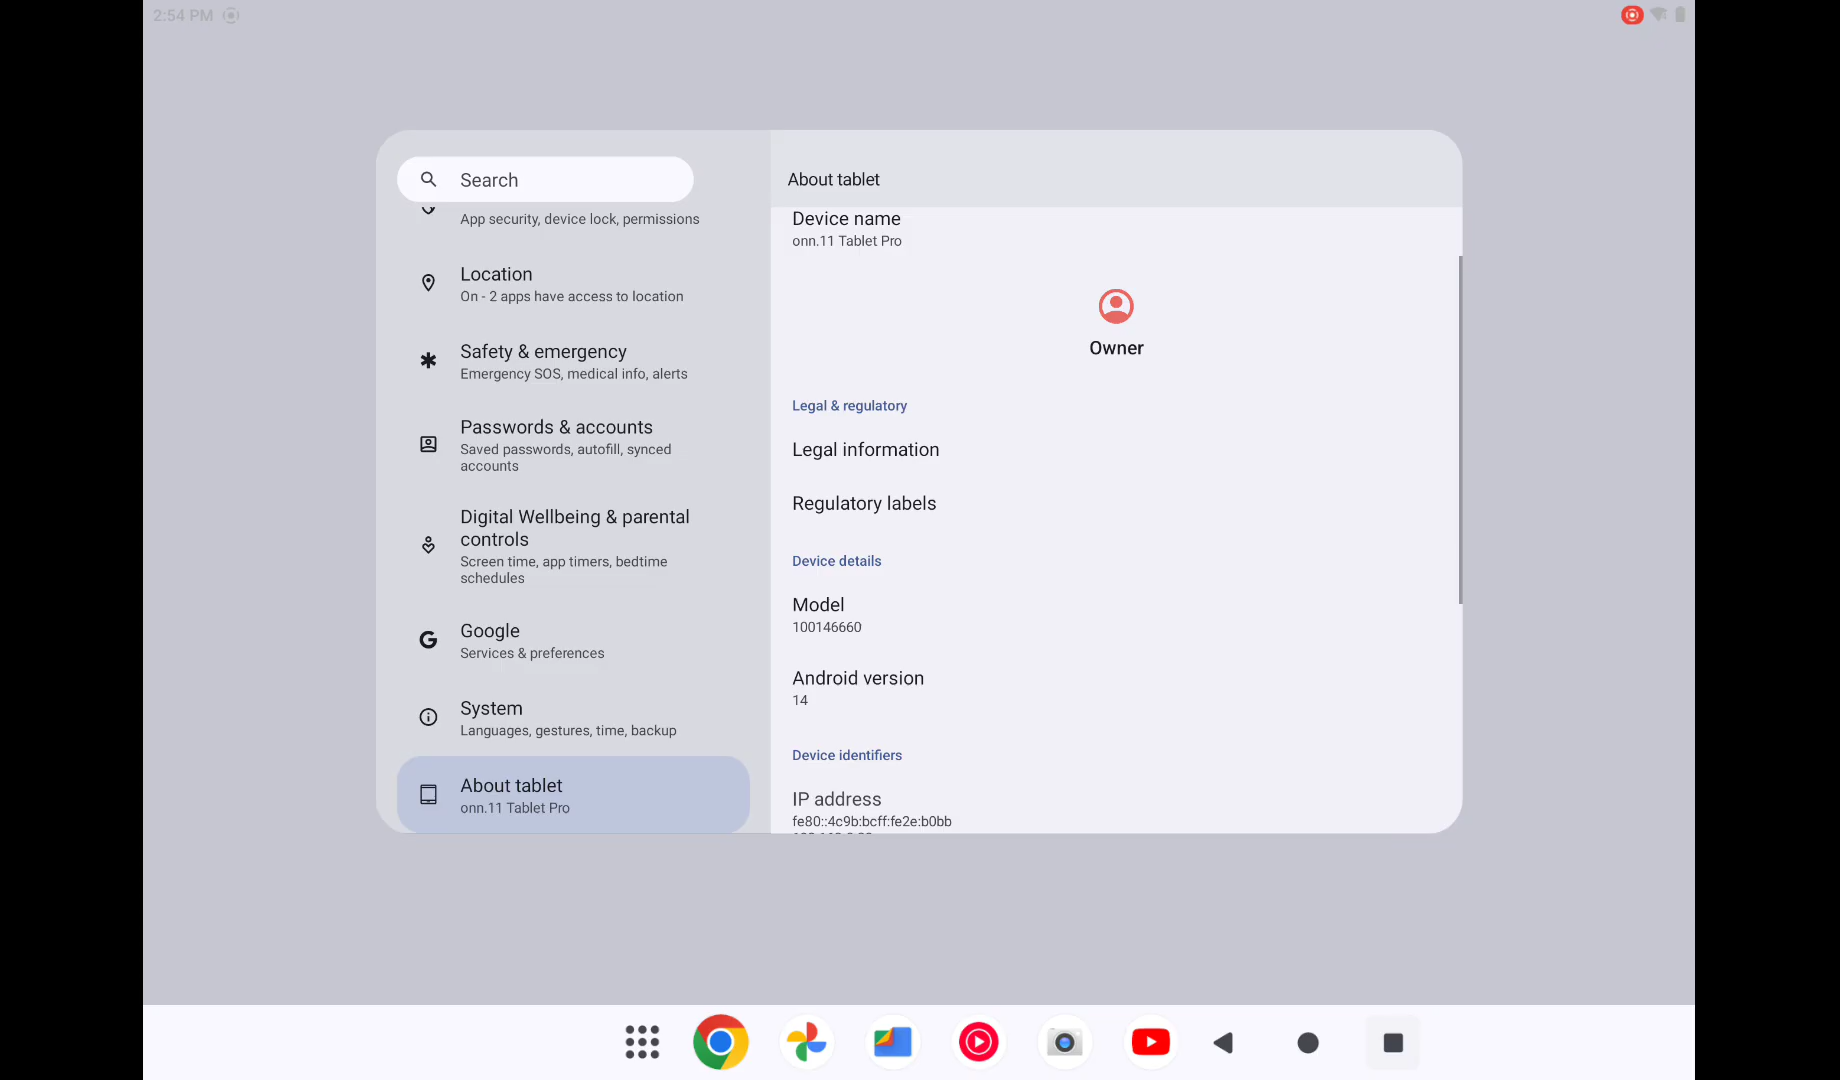 2:54 PM
Search
App security, device lock, permissions
Location
On - 2 apps have access to location
Safety & emergency
Emergency SOS, medical info, alerts
Passwords & accounts
Saved passwords, autofill, synced
accounts
Digital Wellbeing & parental
controls
Screen time, app timers, bedtime
schedules
Google
Services & preferences
System
Languages, gestures, time, backup
About tablet
onn.11 Tablet Pro
About tablet
Device name
onn.11 Tablet Pro
Owner
Legal & regulatory
Legal information
Regulatory labels
Device details
Model
100146660
Android version
14
Device identifiers
IP address
fe80::4c9b:bcff:fe2e:b0bb